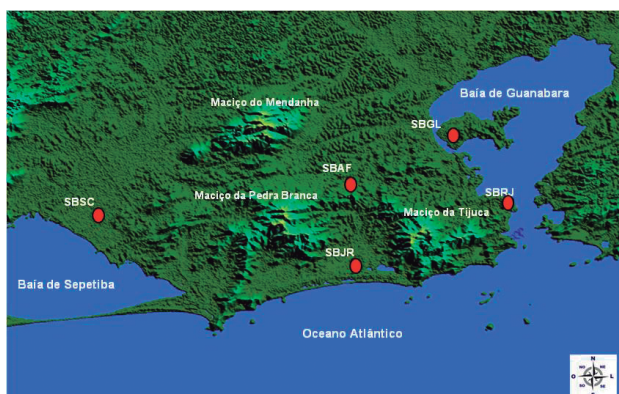 Baía de Guanabara
Maciço do Mendanha
SBGL
SBAF
Maciço da Pedra Branca
SBRJ
SBSC
Maciço da Tijuca
SBJR
Baía de Sepetiba
Oceano Atlântico
N
O
L